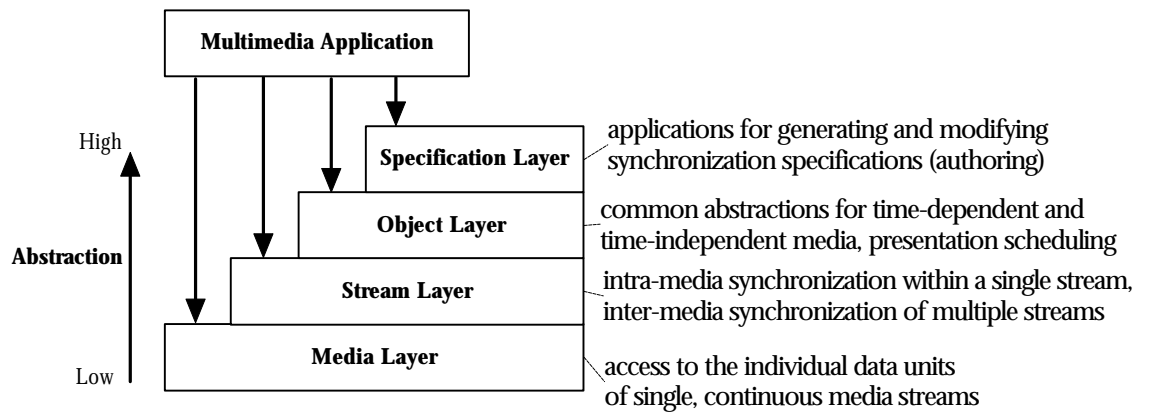 Multimedia Application
High
Specification Layer
applications for generating and modifying
synchronization specifications (authoring)
Object Layer
common abstractions for time-dependent and
time-independent media, presentation scheduling
Abstraction
Stream Layer
intra-media synchronization within a single stream,
inter-media synchronization of multiple streams
Media Layer
Low
access to the individual data units
of single, continuous media streams